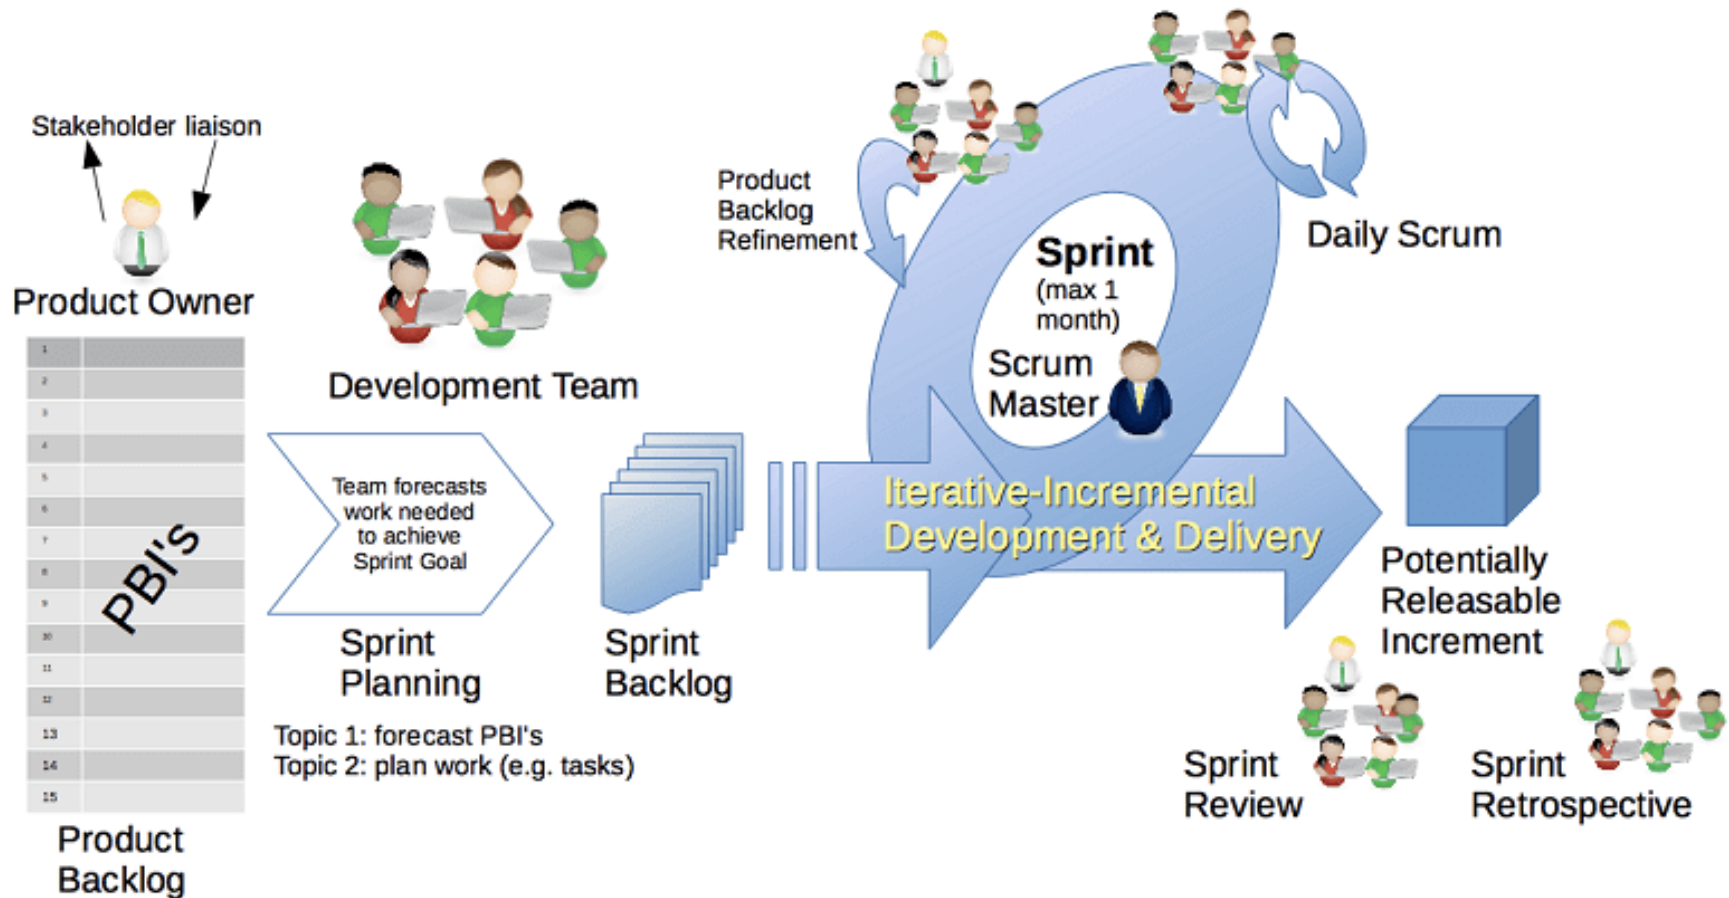 Stakeholder liaison
Product Owner
1
2
3
4
5
6
7
8
9
10
11
12
13
14
15
PBI's
Product
Backlog
Development Team
Team forecasts
work needed
to achieve
Sprint Goal
Sprint
Planning
Topic 1: forecast PBI's
Topic 2: plan work (e.g. tasks)
Sprint
Backlog
Product
Backlog
Refinement
Sprint
(max 1
month)
Scrum
Master
Daily Scrum
Iterative-Incremental
Development & Delivery
Potentially
Releasable
Increment
Sprint
Review
Sprint
Retrospective